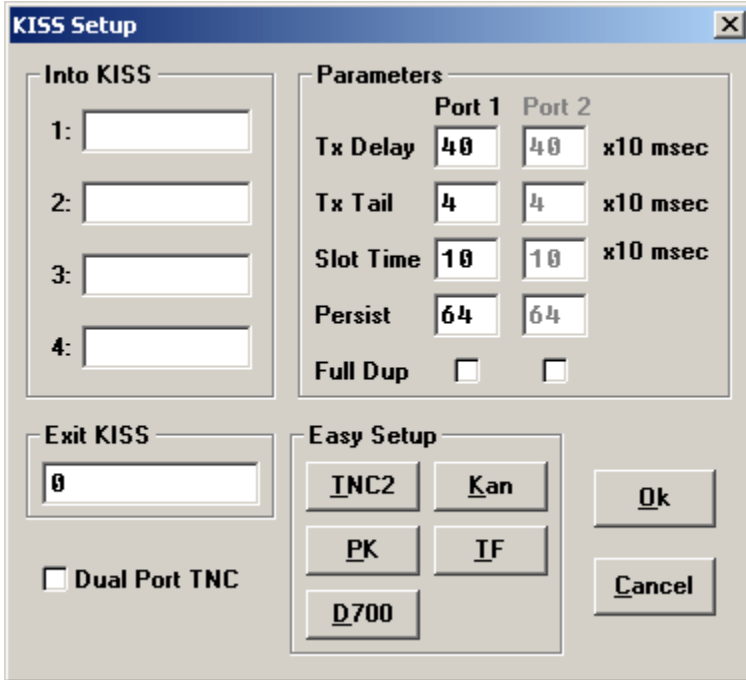 KISS Setup
Into KISS
1:
2:
3:
4:
Parameters
Port 1 Port 2
Tx Delay 40 40 x10 msec
Tx Tail 4 4 x10 msec
Slot Time 10 10 x10 msec
Persist 64 64
Full Dup
Exit KISS
0
Dual Port TNC
Easy Setup
TNC2 Kan
PK TF
D700
Ok
Cancel